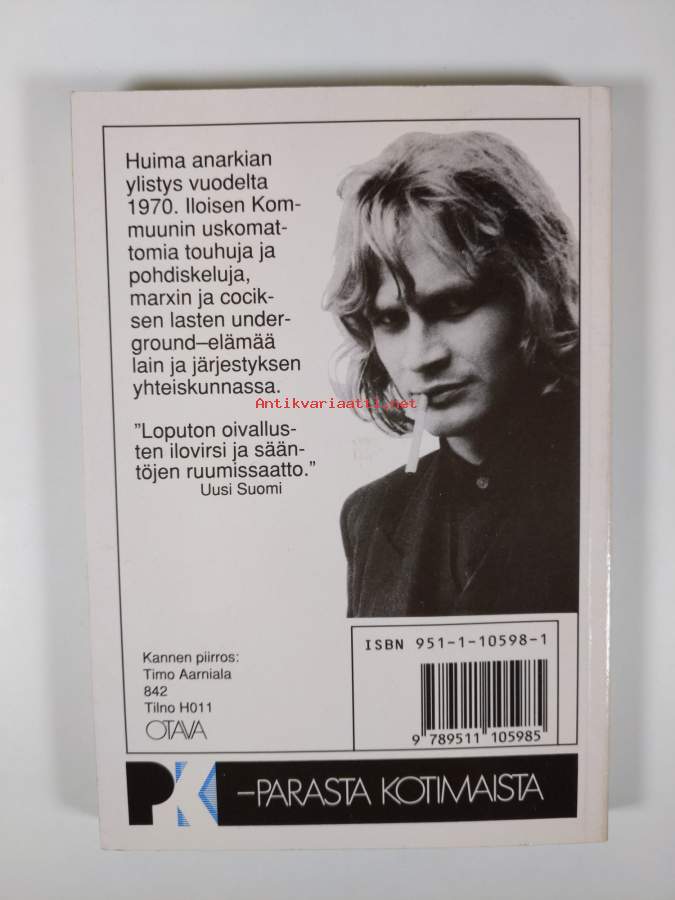 Huima anarkian
ylistys vuodelta
1970. Iloisen Kom-
muunin uskomat-
tomia touhuja ja
pohdiskeluja,
marxin ja cocik-
sen lasten under-
ground–elämää
lain ja järjestyksen
yhteiskunnassa.
Antikvariaatti.net
"Loputon oivallus-
ten ilovirsi ja sään-
töjen ruumissaatto."
Uusi Suomi
Kannen piirros:
Timo Aarniala
842
Tilno H011
OTAVA
ISBN 951-1-10598-1
9 789511 105985
PK –PARASTA KOTIMAISTA